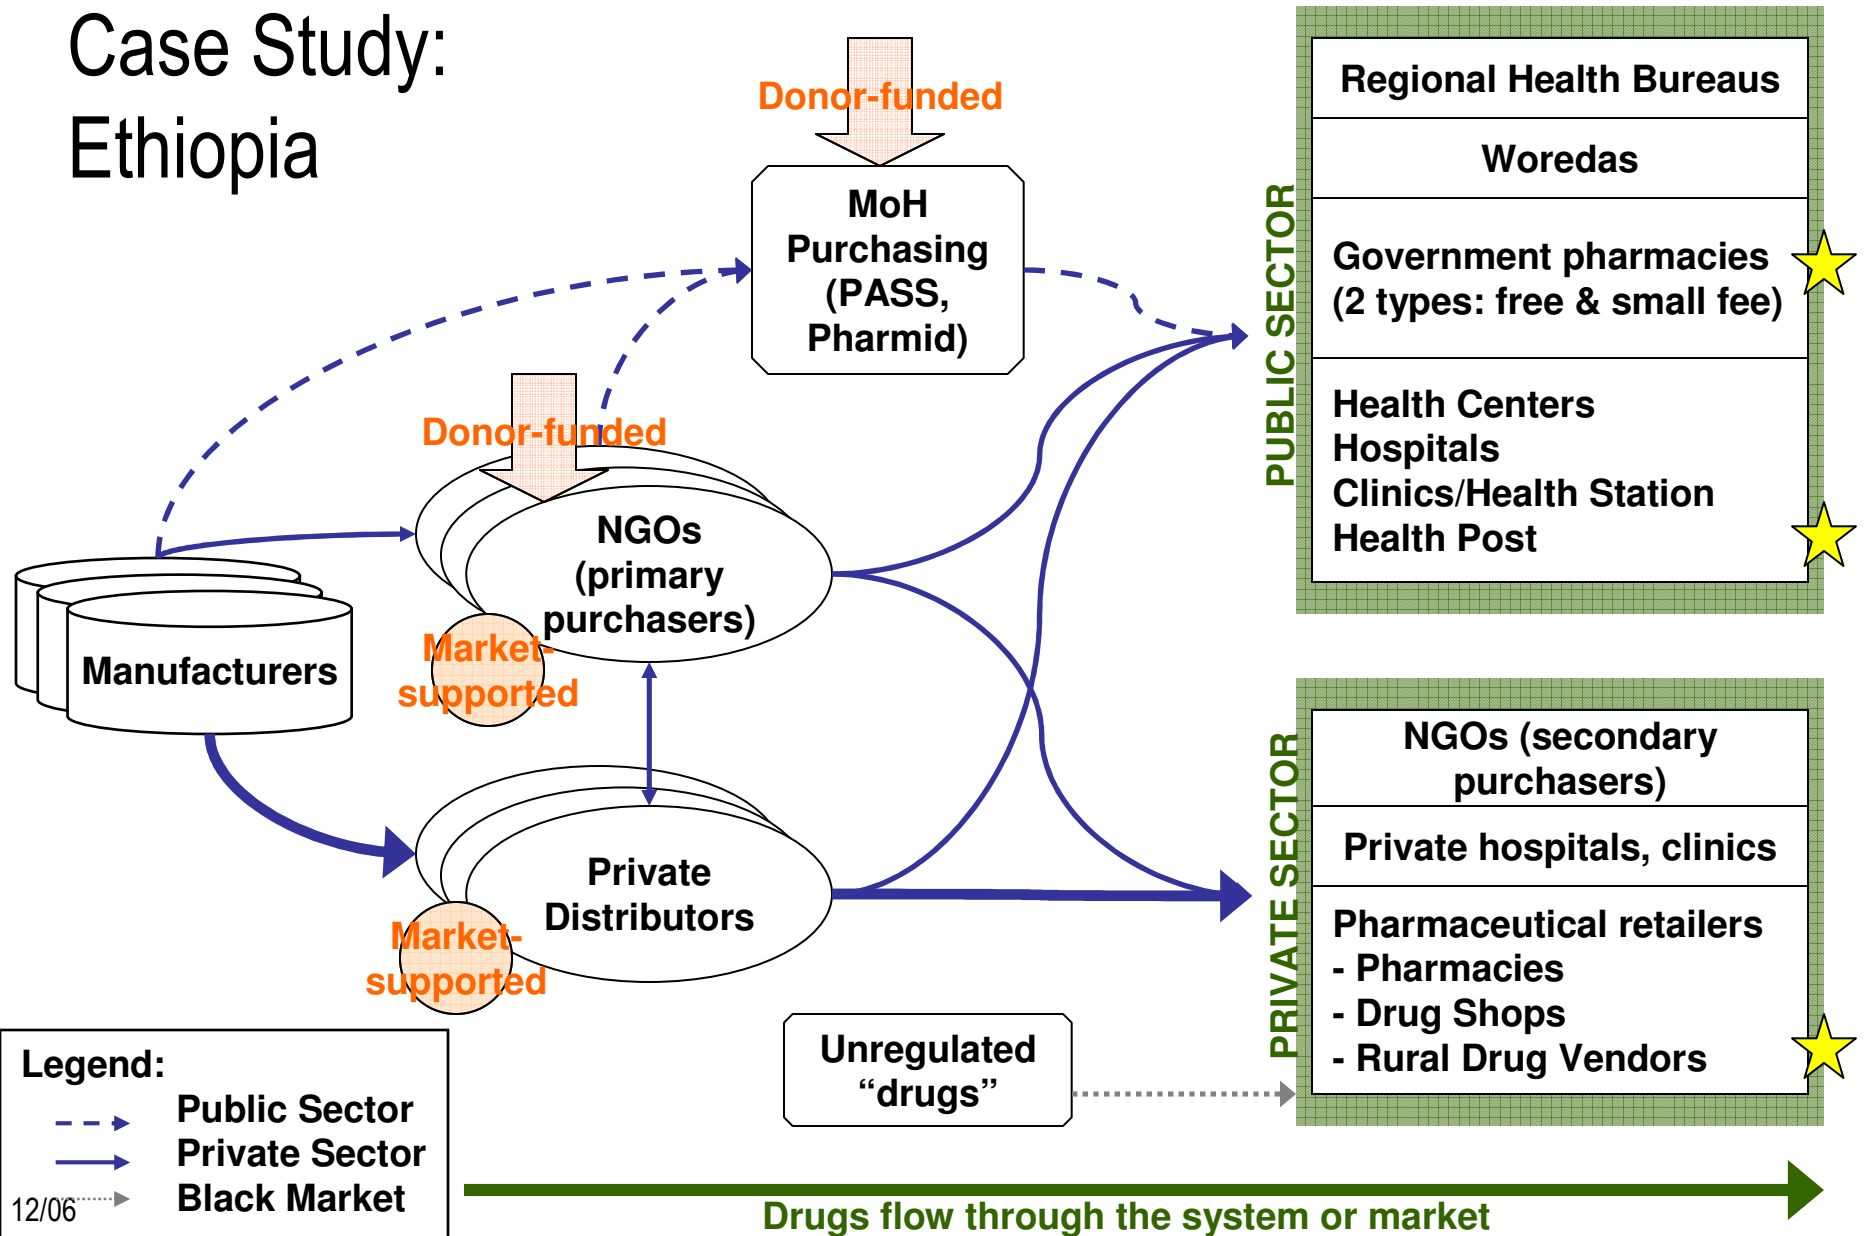 Case Study:
Ethiopia
Donor-funded
MoH
Purchasing
(PASS,
Pharmid)
Donor-funded
NGOs
(primary
purchasers)
Market-
supported
Manufacturers
Private
Distributors
Market-
supported
Unregulated
“drugs”
PUBLIC SECTOR
Regional Health Bureaus
Woredas
Government pharmacies
(2 types: free & small fee)
Health Centers
Hospitals
Clinics/Health Station
Health Post
PRIVATE SECTOR
NGOs (secondary
purchasers)
Private hospitals, clinics
Pharmaceutical retailers
- Pharmacies
- Drug Shops
- Rural Drug Vendors
Legend:
Public Sector
Private Sector
Black Market
12/06
Drugs flow through the system or market